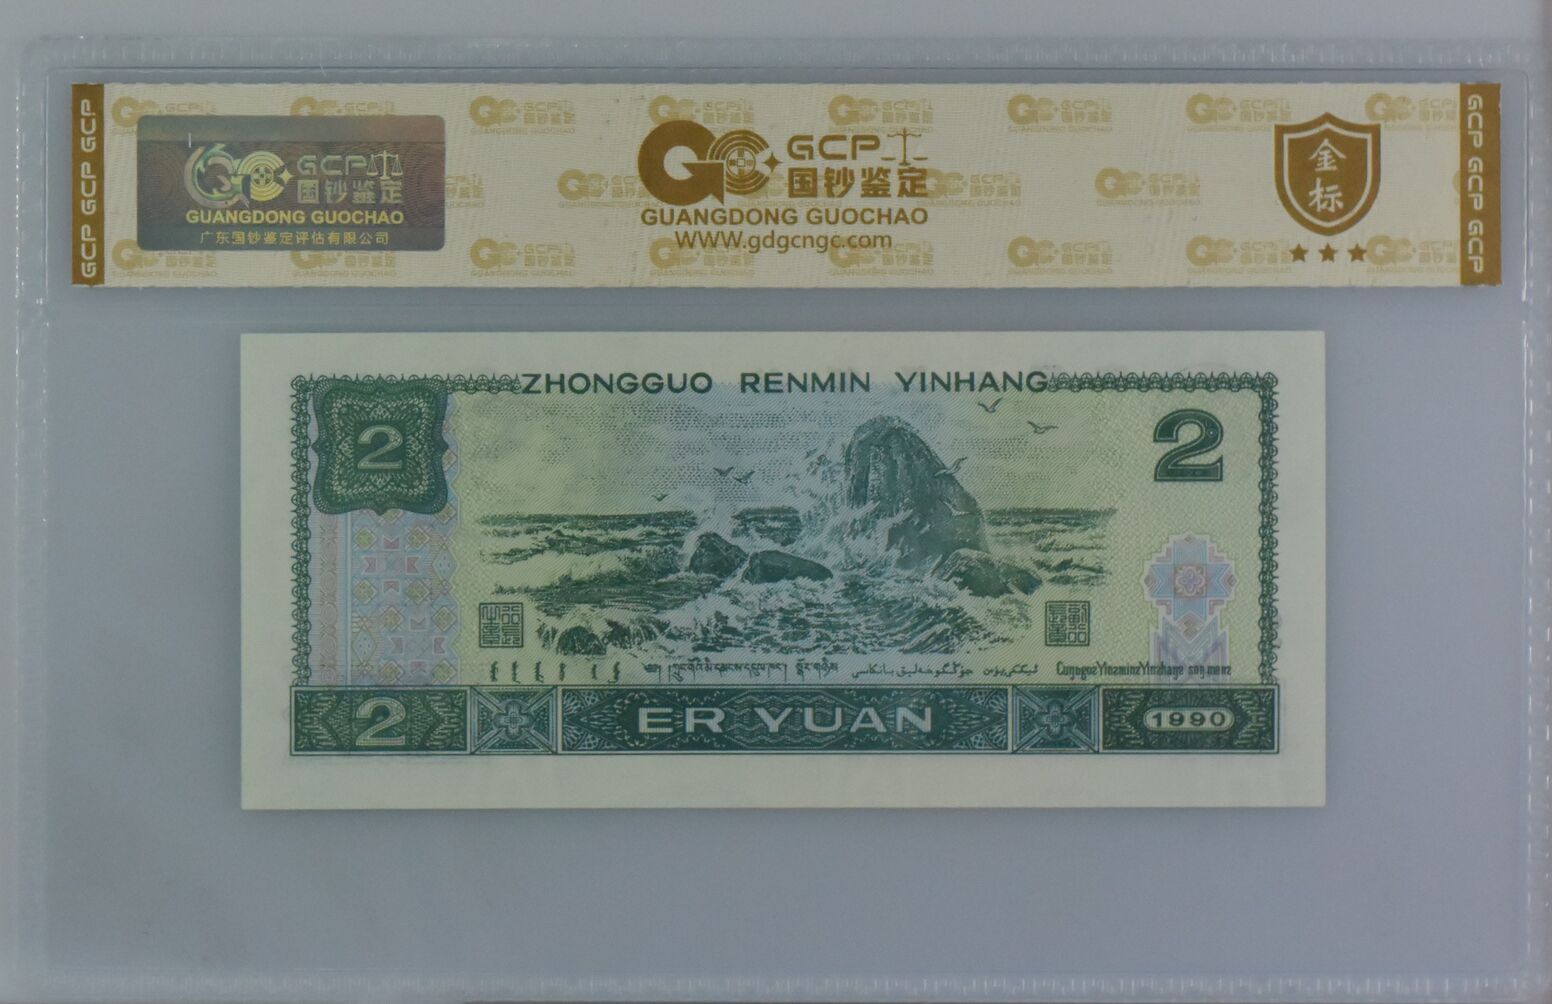 GCP GCP GCP
GCP
国钞鉴定
GUANGDONG GUOCHAO
广东国钞鉴定评估有限公司
GCP
国钞鉴定
GUANGDONG GUOCHAO
WWW.gdgcngc.com
金标
GCP GCP GCP
ZHONGGUO RENMIN YINHANG
2
2
2
ER YUAN
1990